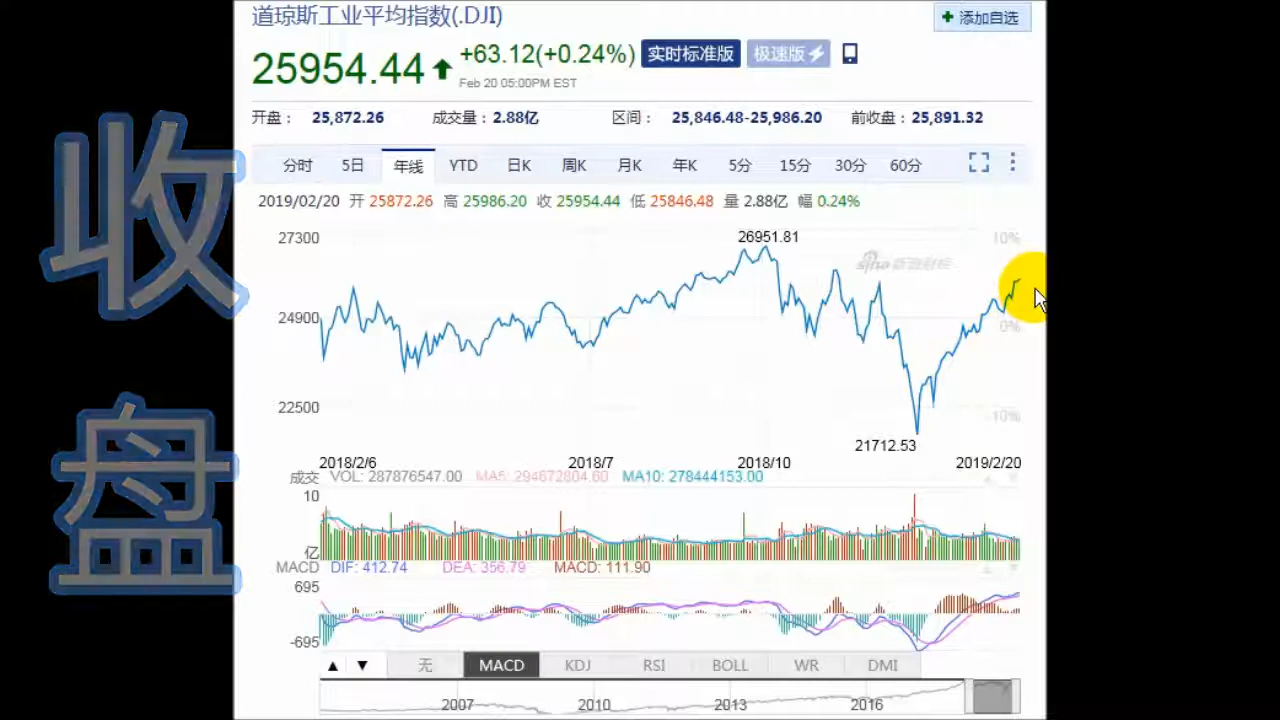 道琼斯工业平均指数(.DJI)
添加自选
25954.44
+63.12(+0.24%)
实时标准版
极速版
Feb 20 05:00PM EST
开盘： 25,872.26 成交量：2.88亿 区间： 25,846.48-25,986.20 前收盘：25,891.32
分时 5日 年线 YTD 日K 周K 月K 年K 5分 15分 30分 60分
2019/02/20 开 25872.26 高 25986.20 收 25954.44 低 25846.48 量 2.88亿 幅 0.24%
收盘
27300
26951.81
10%
sina 新浪财经
24900
0%
22500
-10%
21712.53
2018/2/6 2018/7 2018/10 2019/2/20
成交 VOL: 287876547.00 MA5: 294672804.60 MA10: 278444153.00
10
亿
MACD DIF: 412.74 DEA: 356.79 MACD: 111.90
695
-695
无 MACD KDJ RSI BOLL WR DMI
2007 2010 2013 2016